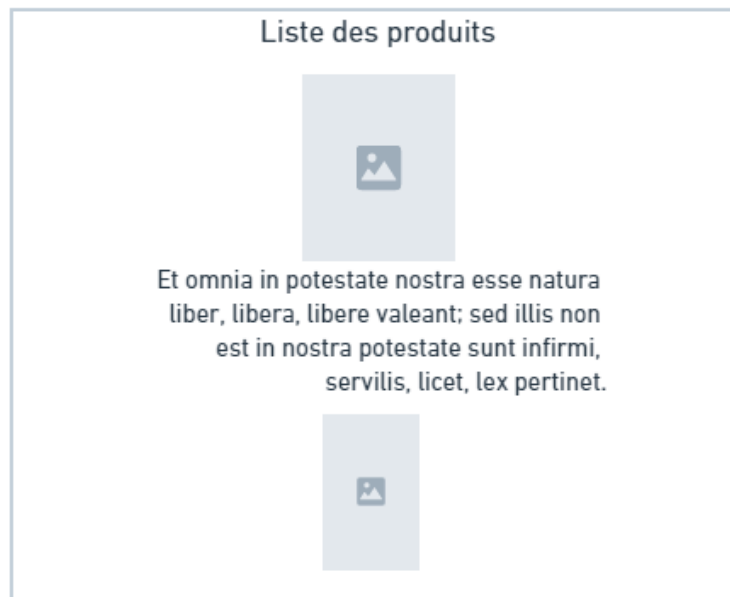 Liste des produits
Et omnia in potestate nostra esse natura
liber, libera, libere valeant; sed illis non
est in nostra potestate sunt infirmi,
servilis, licet, lex pertinet.